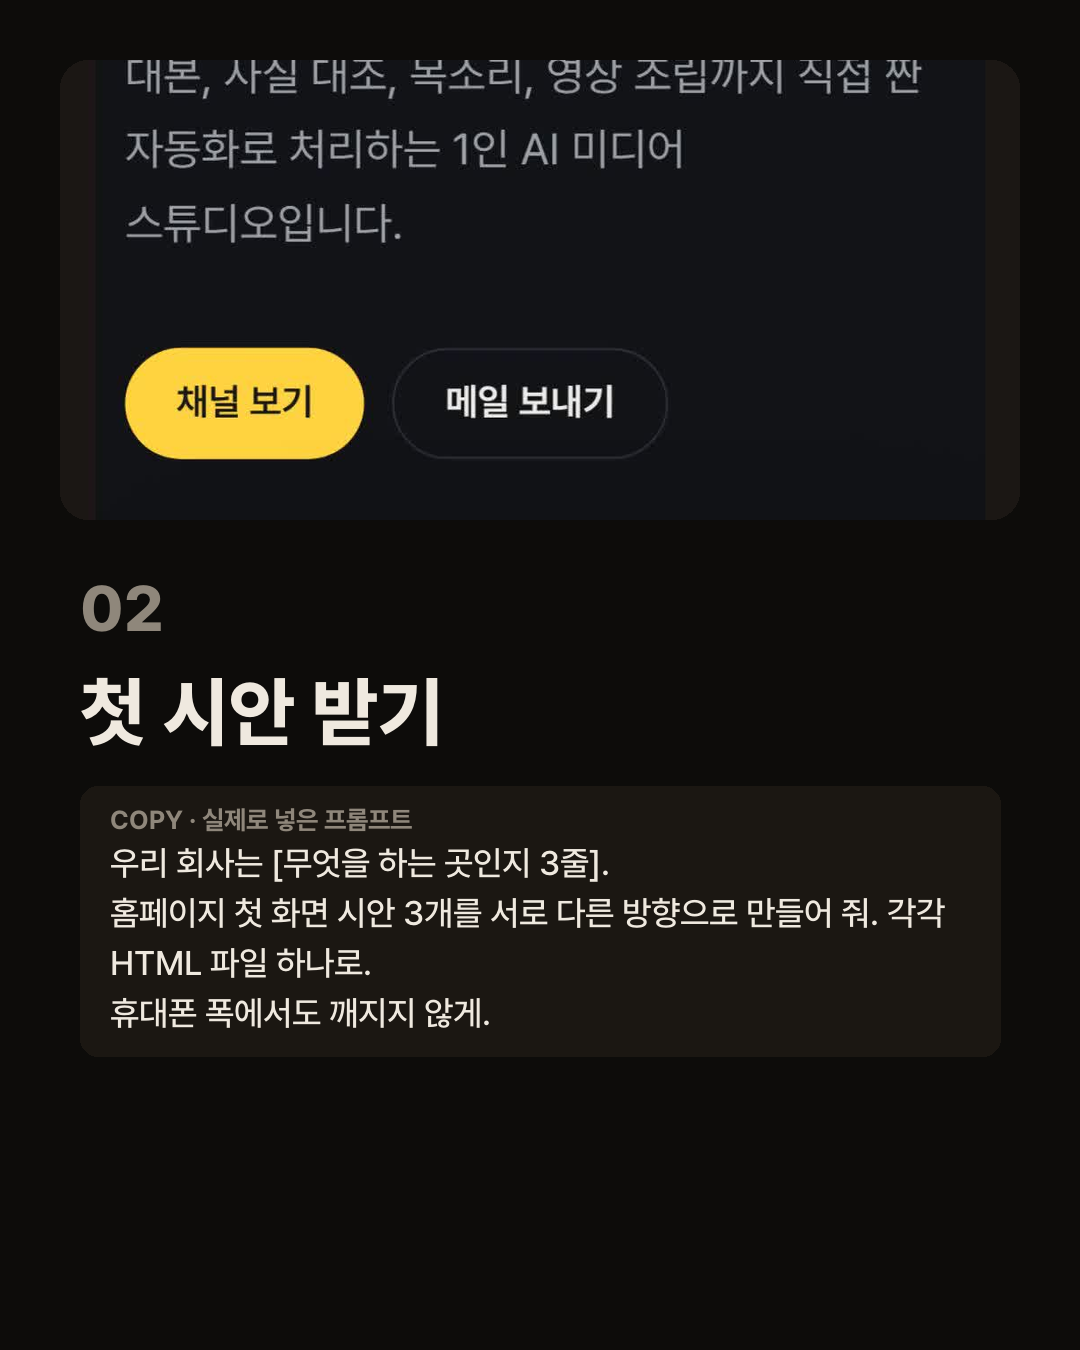 대본, 사실 대조, 목소리, 영상 조립까지 직접 짠
자동화로 처리하는 1인 AI 미디어
스튜디오입니다.
채널 보기
메일 보내기
02
첫 시안 받기
COPY · 실제로 넣은 프롬프트
우리 회사는 [무엇을 하는 곳인지 3줄].
홈페이지 첫 화면 시안 3개를 서로 다른 방향으로 만들어 줘. 각각
HTML 파일 하나로.
휴대폰 폭에서도 깨지지 않게.